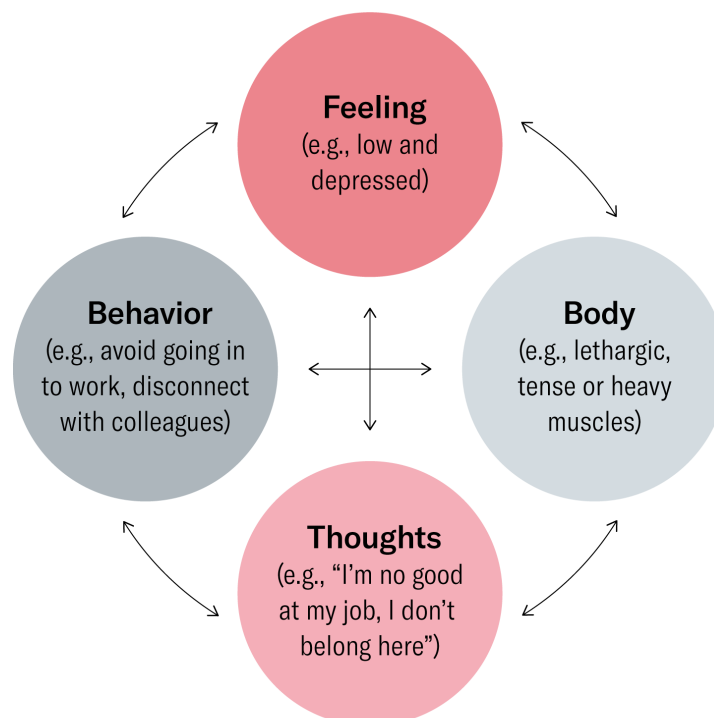 Feeling
(e.g., low and
depressed)
Behavior
(e.g., avoid going in
to work, disconnect
with colleagues)
Body
(e.g., lethargic,
tense or heavy
muscles)
Thoughts
(e.g., “I’m no good
at my job, I don’t
belong here”)